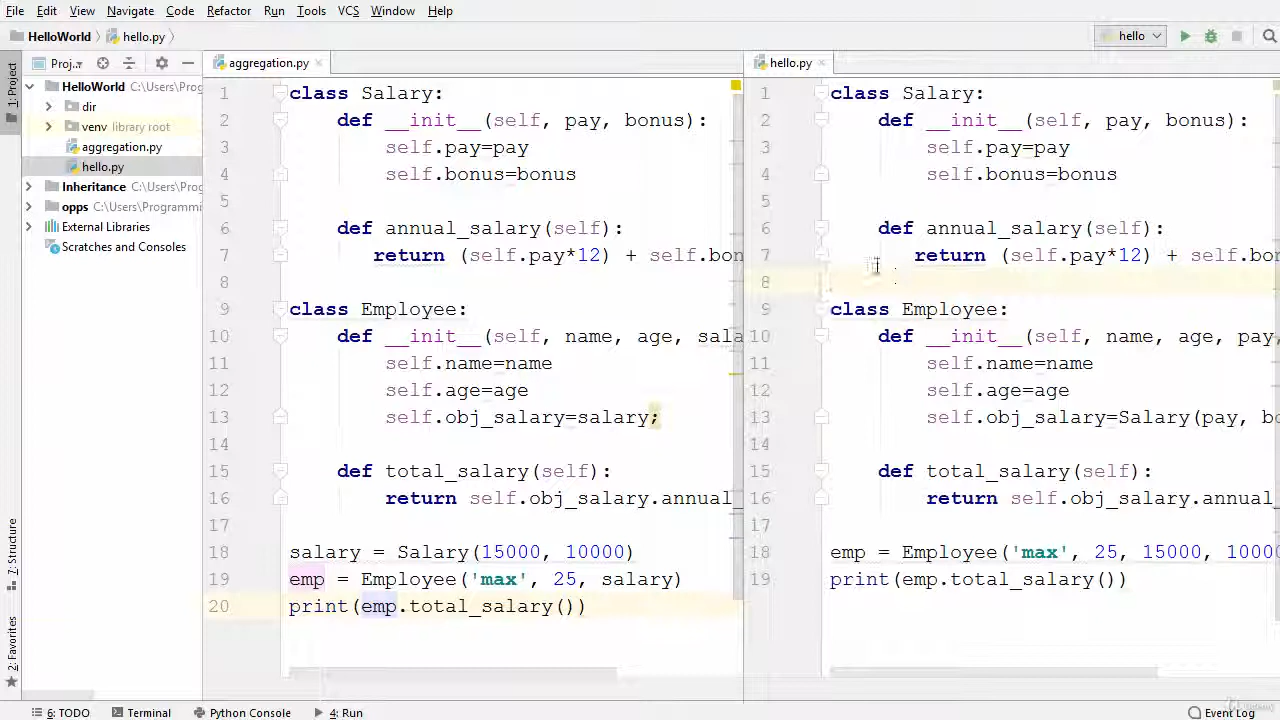 File Edit View Navigate Code Refactor Run Tools VCS Window Help
HelloWorld hello.py hello
1: Project
Proj..
HelloWorld C:\Users\Prog
dir
venv library root
aggregation.py
hello.py
Inheritance C:\Users\Prog
opps C:\Users\Programmi
External Libraries
Scratches and Consoles
7: Structure
2: Favorites
aggregation.py
1 class Salary:
2 def __init__(self, pay, bonus):
3 self.pay=pay
4 self.bonus=bonus
5
6 def annual_salary(self):
7 return (self.pay*12) + self.bon
8
9 class Employee:
10 def __init__(self, name, age, sala
11 self.name=name
12 self.age=age
13 self.obj_salary=salary;
14
15 def total_salary(self):
16 return self.obj_salary.annual_
17
18 salary = Salary(15000, 10000)
19 emp = Employee('max', 25, salary)
20 print(emp.total_salary())
hello.py
1 class Salary:
2 def __init__(self, pay, bonus):
3 self.pay=pay
4 self.bonus=bonus
5
6 def annual_salary(self):
7 return (self.pay*12) + self.bon
8
9 class Employee:
10 def __init__(self, name, age, pay,
11 self.name=name
12 self.age=age
13 self.obj_salary=Salary(pay, bo
14
15 def total_salary(self):
16 return self.obj_salary.annual_
17
18 emp = Employee('max', 25, 15000, 1000
19 print(emp.total_salary())
6: TODO Terminal Python Console 4: Run Event Log